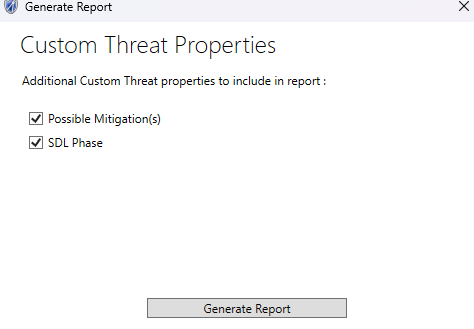 Generate Report
Custom Threat Properties
Additional Custom Threat properties to include in report :
Possible Mitigation(s)
SDL Phase
Generate Report